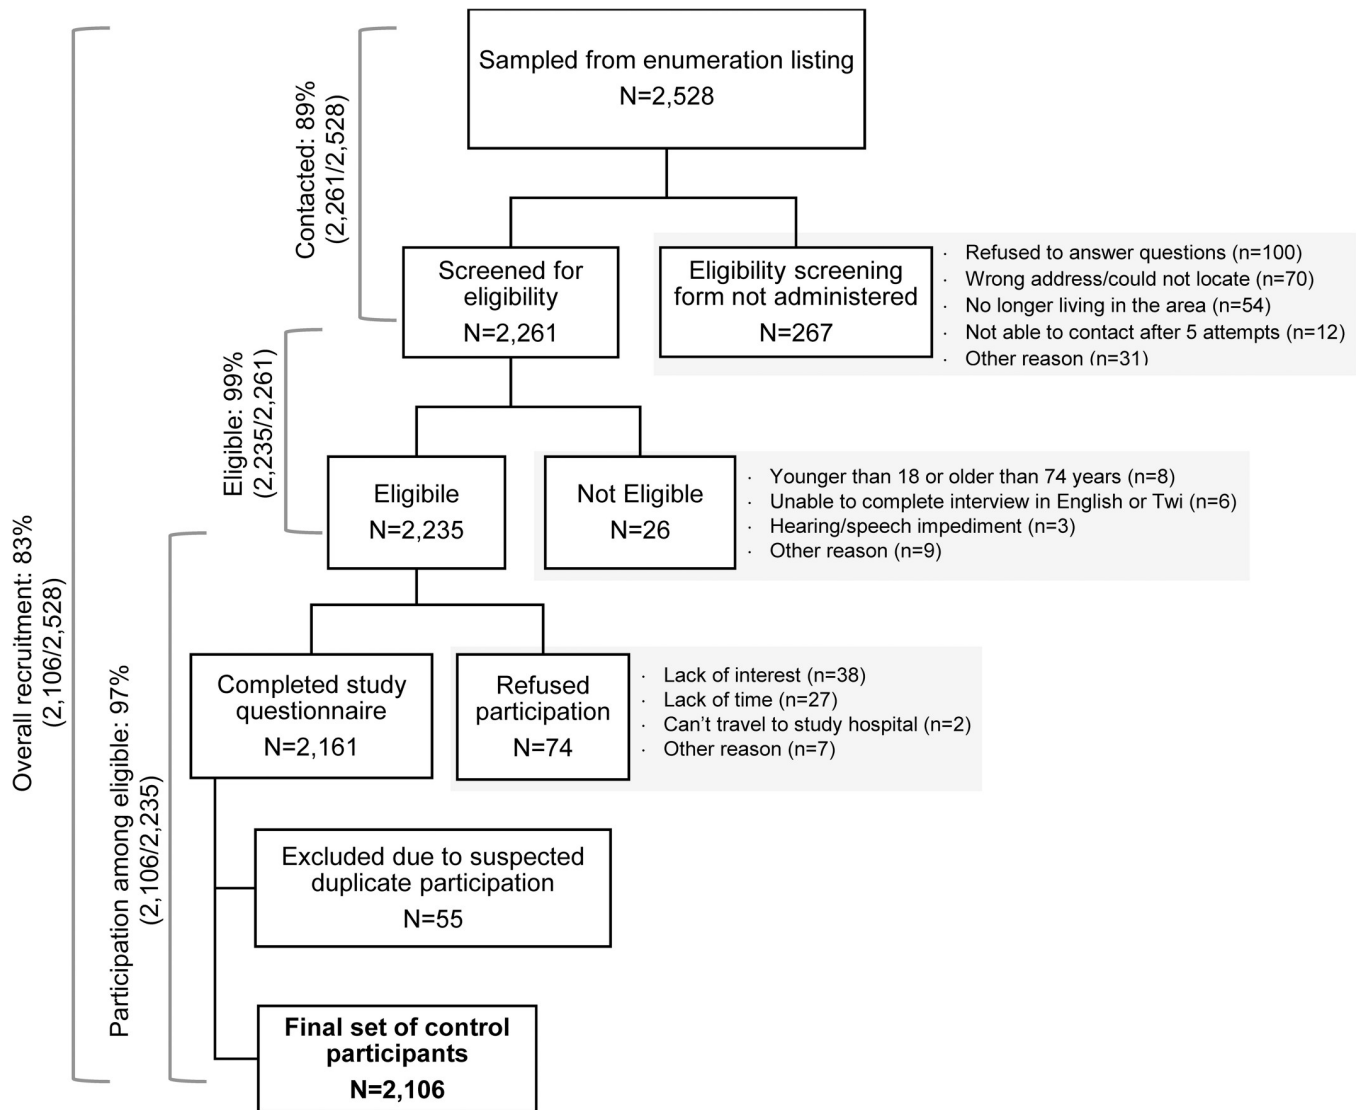 Sampled from enumeration listing
N=2,528
Contacted: 89%
(2,261/2,528)
Screened for
eligibility
N=2,261
Eligibility screening
form not administered
N=267
· Refused to answer questions (n=100)
· Wrong address/could not locate (n=70)
· No longer living in the area (n=54)
· Not able to contact after 5 attempts (n=12)
· Other reason (n=31)
Eligible: 99%
(2,235/2,261)
Eligibile
N=2,235
Not Eligible
N=26
· Younger than 18 or older than 74 years (n=8)
· Unable to complete interview in English or Twi (n=6)
· Hearing/speech impediment (n=3)
· Other reason (n=9)
Overall recruitment: 83%
(2,106/2,528)
Participation among eligible: 97%
(2,106/2,235)
Completed study
questionnaire
N=2,161
Refused
participation
N=74
· Lack of interest (n=38)
· Lack of time (n=27)
· Can’t travel to study hospital (n=2)
· Other reason (n=7)
Excluded due to suspected
duplicate participation
N=55
Final set of control
participants
N=2,106